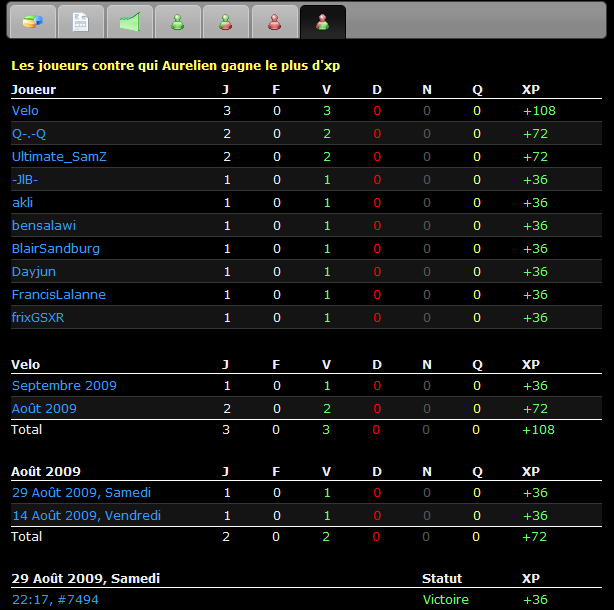 Les joueurs contre qui Aurelien gagne le plus d'xp
Joueur J F V D N Q XP
Velo 3 0 3 0 0 0 +108
Q-.-Q 2 0 2 0 0 0 +72
Ultimate_SamZ 2 0 2 0 0 0 +72
-JlB- 1 0 1 0 0 0 +36
akli 1 0 1 0 0 0 +36
bensalawi 1 0 1 0 0 0 +36
BlairSandburg 1 0 1 0 0 0 +36
Dayjun 1 0 1 0 0 0 +36
FrancisLalanne 1 0 1 0 0 0 +36
frixGSXR 1 0 1 0 0 0 +36
Velo J F V D N Q XP
Septembre 2009 1 0 1 0 0 0 +36
Août 2009 2 0 2 0 0 0 +72
Total 3 0 3 0 0 0 +108
Août 2009 J F V D N Q XP
29 Août 2009, Samedi 1 0 1 0 0 0 +36
14 Août 2009, Vendredi 1 0 1 0 0 0 +36
Total 2 0 2 0 0 0 +72
29 Août 2009, Samedi Statut XP
22:17, #7494 Victoire +36